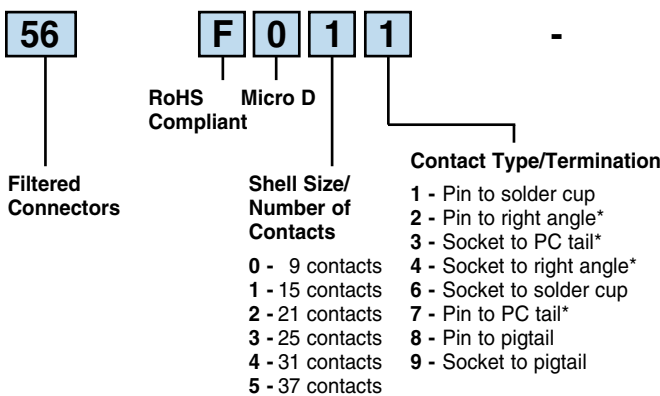 56 F 0 1 1 -
RoHS Compliant
Micro D
Filtered Connectors
Shell Size/
Number of
Contacts
0 - 9 contacts
1 - 15 contacts
2 - 21 contacts
3 - 25 contacts
4 - 31 contacts
5 - 37 contacts
Contact Type/Termination
1 - Pin to solder cup
2 - Pin to right angle*
3 - Socket to PC tail*
4 - Socket to right angle*
6 - Socket to solder cup
7 - Pin to PC tail*
8 - Pin to pigtail
9 - Socket to pigtail